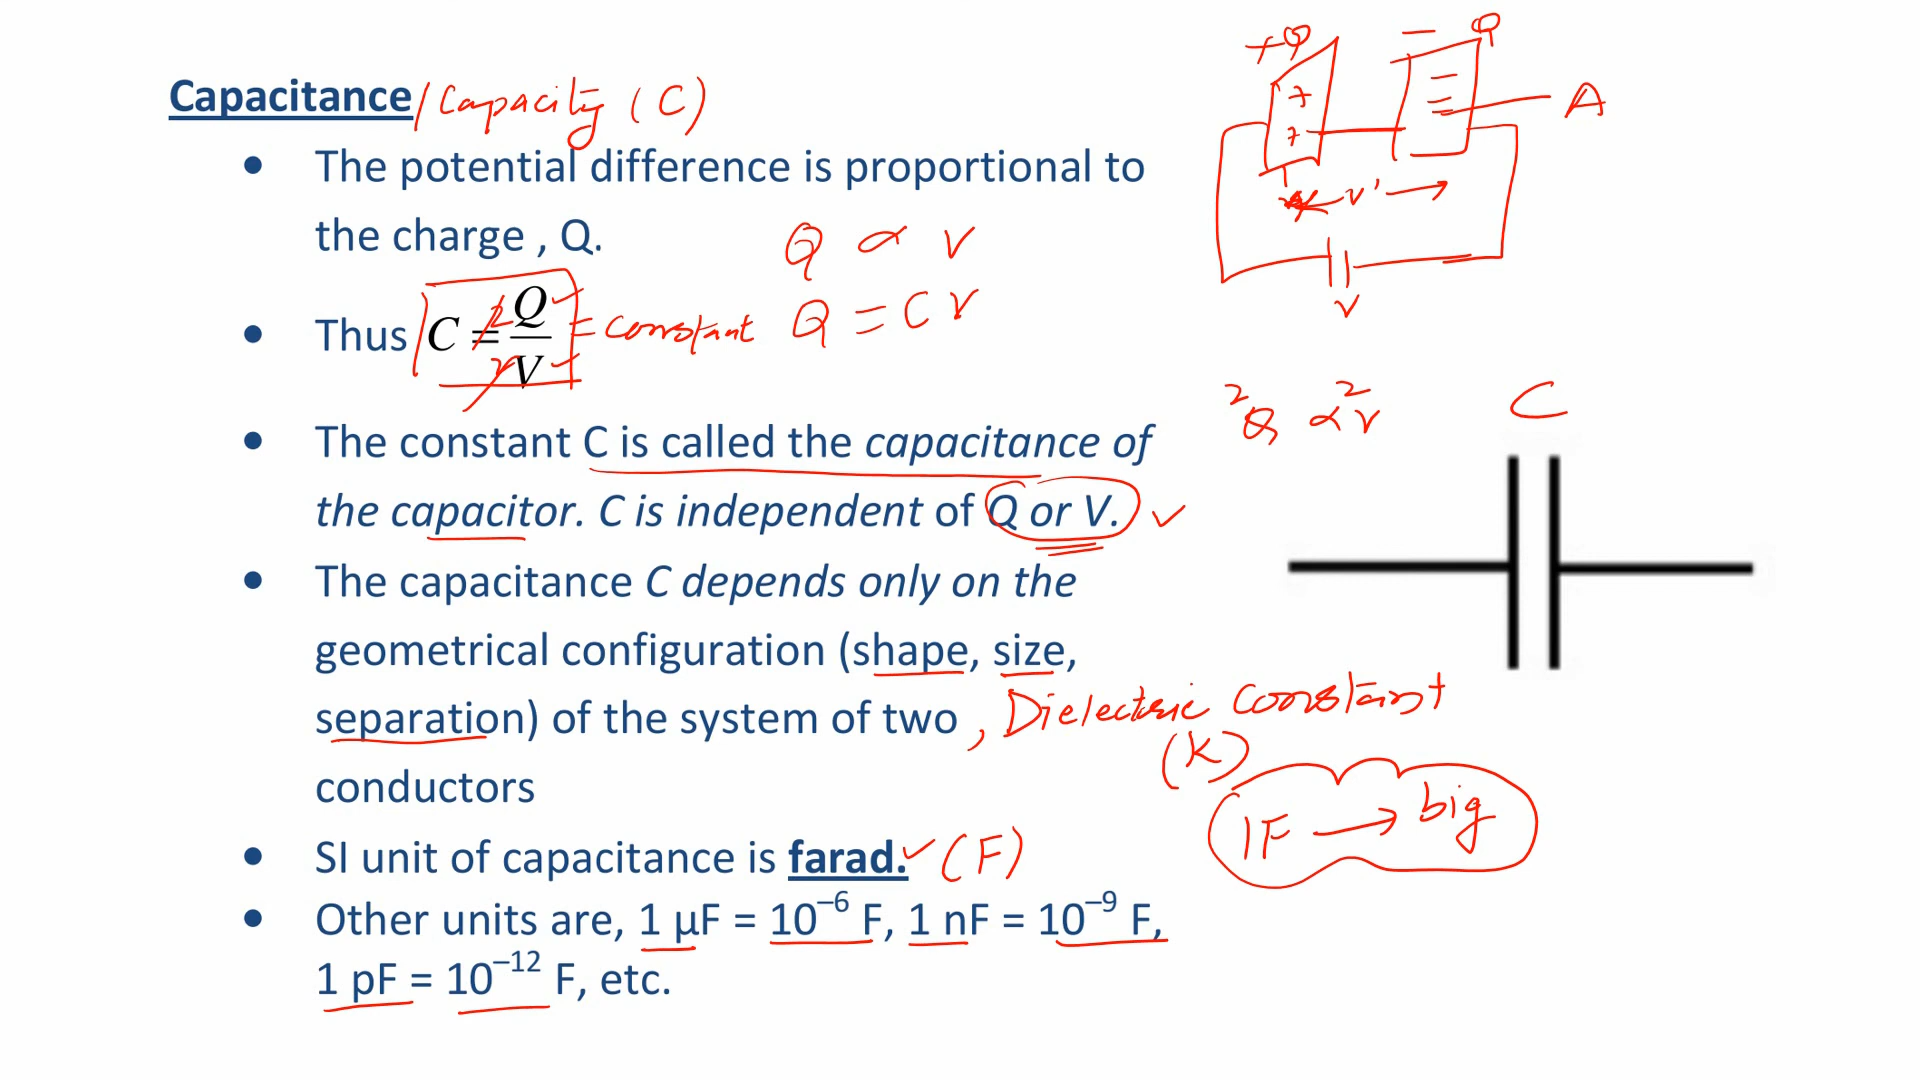 Capacitance / Capacity (C)
• The potential difference is proportional to
the charge , Q.
Q ∝ V
• Thus C = Q/V = constant
Q = C V
2 2
• The constant C is called the capacitance of
the capacitor. C is independent of Q or V. ✓
• The capacitance C depends only on the
geometrical configuration (shape, size,
separation) of the system of two , Dielectric constant
(K)
conductors
• SI unit of capacitance is farad. ✓ (F)
• Other units are, 1 μF = 10⁻⁶ F, 1 nF = 10⁻⁹ F,
1 pF = 10⁻¹² F, etc.
+Q − Q
+
+
A
V'
V
2Q ∝ 2V
C
1F → big